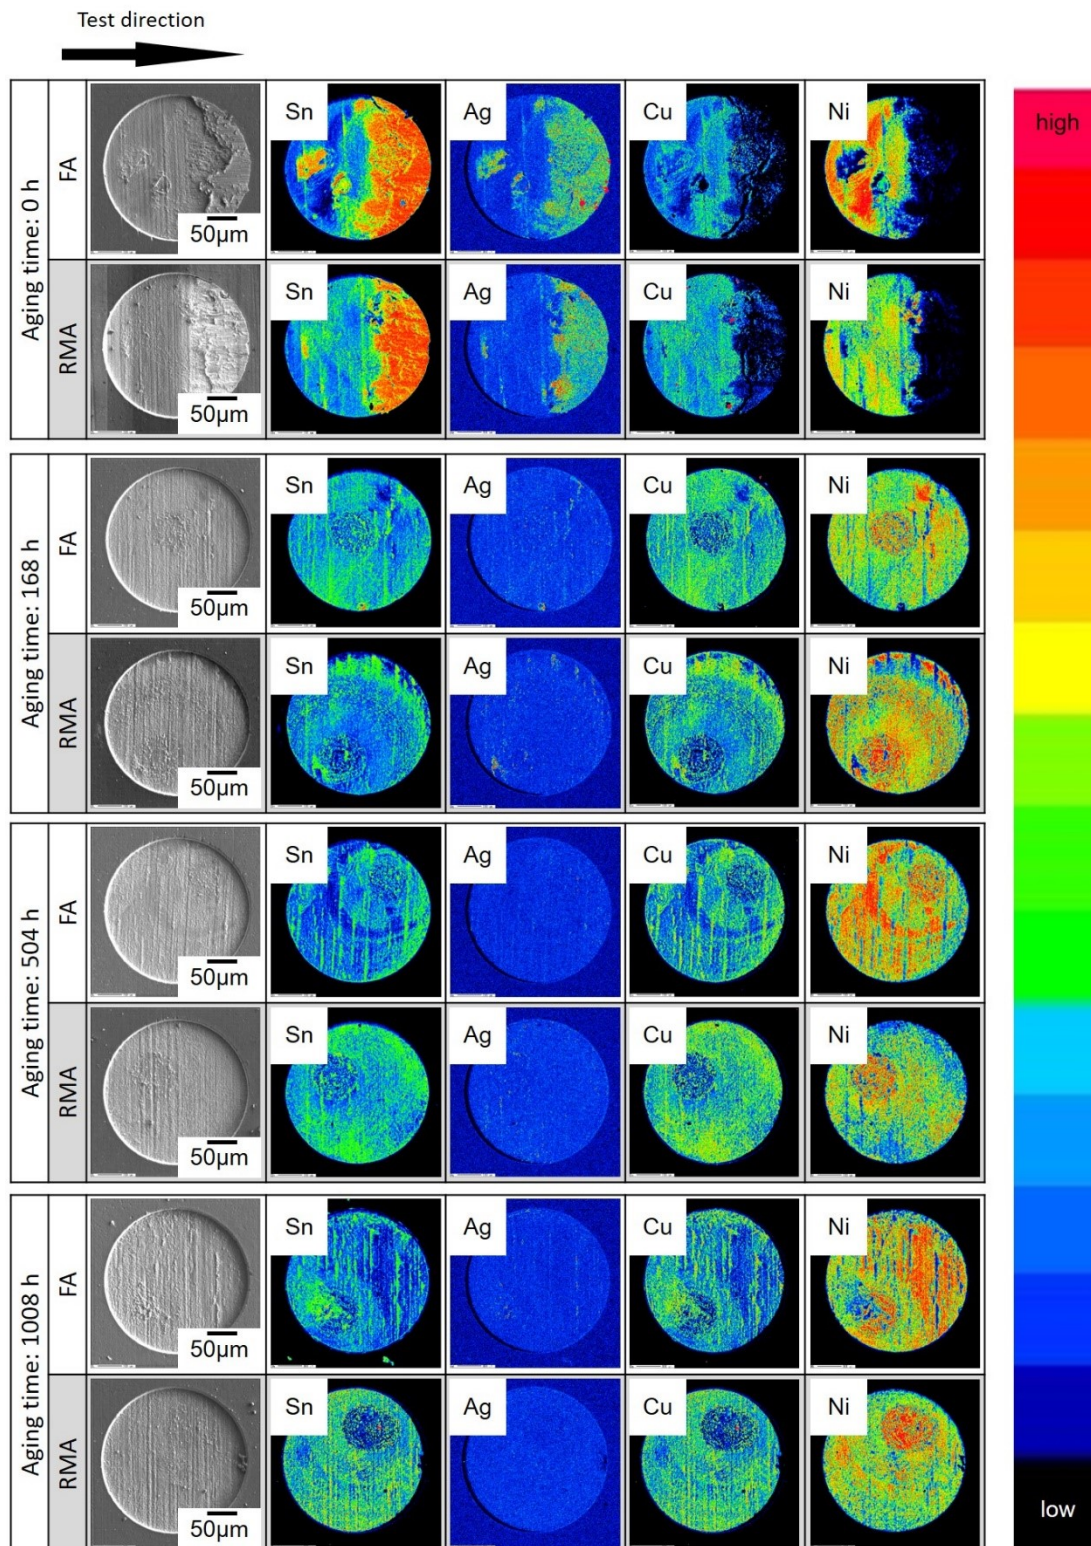 Test direction
Aging time: 0 h
FA
50µm
Sn
Ag
Cu
Ni
RMA
50µm
Sn
Ag
Cu
Ni
Aging time: 168 h
FA
50µm
Sn
Ag
Cu
Ni
RMA
50µm
Sn
Ag
Cu
Ni
Aging time: 504 h
FA
50µm
Sn
Ag
Cu
Ni
RMA
50µm
Sn
Ag
Cu
Ni
Aging time: 1008 h
FA
50µm
Sn
Ag
Cu
Ni
RMA
50µm
Sn
Ag
Cu
Ni
high
low